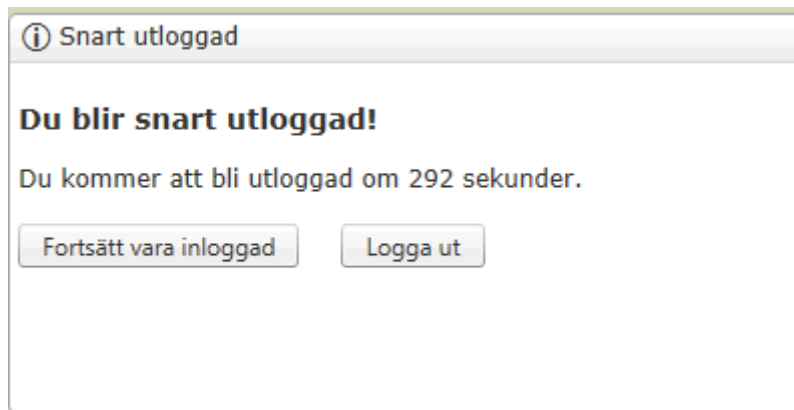 Snart utloggad
Du blir snart utloggad!
Du kommer att bli utloggad om 292 sekunder.
Fortsätt vara inloggad Logga ut